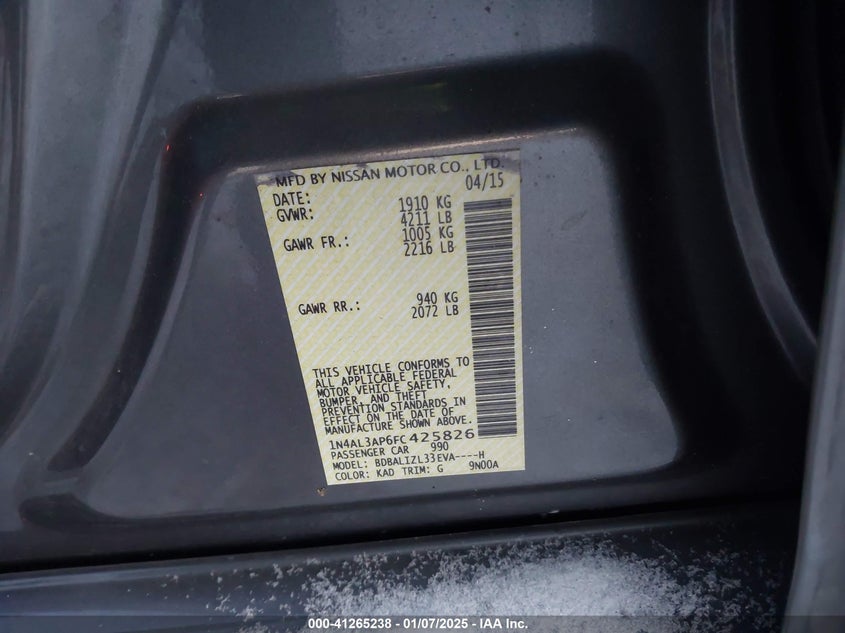 MFD BY NISSAN MOTOR CO., LTD.
DATE: 04/15
GVWR: 1910 KG
4211 LB
GAWR FR.: 1005 KG
2216 LB
GAWR RR.: 940 KG
2072 LB
THIS VEHICLE CONFORMS TO
ALL APPLICABLE FEDERAL
MOTOR VEHICLE SAFETY,
BUMPER, AND THEFT
PREVENTION STANDARDS IN
EFFECT ON THE DATE OF
MANUFACTURE SHOWN ABOVE.
1N4AL3AP6FC425826
PASSENGER CAR 990
MODEL: BDBALIZL33EVA----H
COLOR: KAD TRIM: G 9N00A
000-41265238 - 01/07/2025 - IAA Inc.